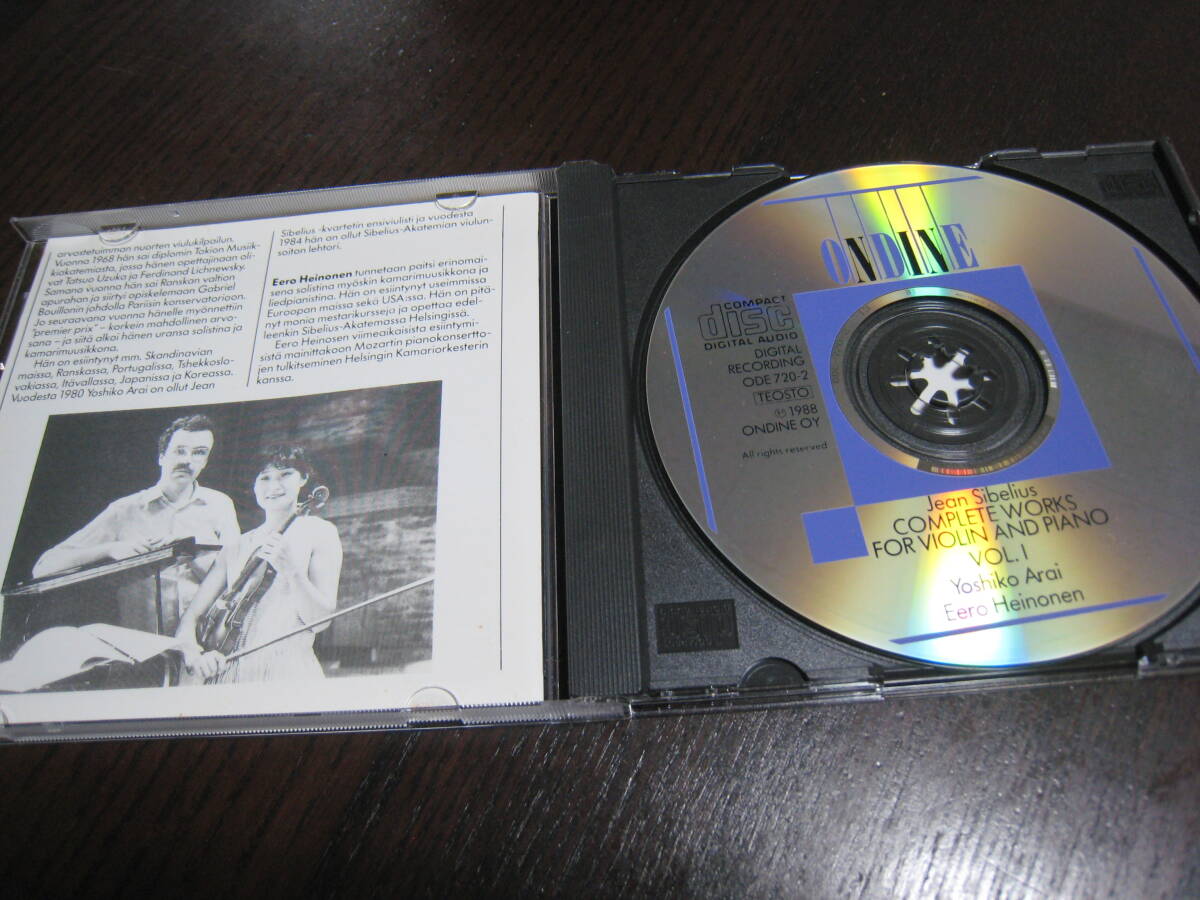 arvostetuimman nuorten viulukilpailun.
Vuonna 1968 hän sai diplomin Tokion Musiik-
kiakatemiasta, jossa hänen opettajinaan oli-
vat Tatsuo Uzuka ja Ferdinand Lichnewsky.
Samana vuonna hän sai Ranskan valtion
apurahan ja siirtyi opiskelemaan Gabriel
Bouillonin johdolla Pariisin konservatorioon.
Jo seuraavana vuonna hänelle myönnettiin
"premier prix" – korkein mahdollinen arvo-
sana – ja siitä alkoi hänen uransa solistina ja
kamarimuusikkona.
Hän on esiintynyt mm. Skandinavian
maissa, Ranskassa, Portugalissa, Tshekkoslo-
vakiassa, Itävallassa, Japanissa ja Koreassa.
Vuodesta 1980 Yoshiko Arai on ollut Jean
Sibelius -kvartetin ensiviulisti ja vuodesta
1984 hän on ollut Sibelius-Akatemian viulun-
soiton lehtori.
Eero Heinonen tunnetaan paitsi erinomai-
sena solistina myöskin kamarimuusikkona ja
liedpianistina. Hän on esiintynyt useimmissa
Euroopan maissa sekä USA:ssa. Hän on pitä-
nyt monia mestarikursseja ja opettaa edel-
leenkin Sibelius-Akatemassa Helsingissä.
Eero Heinosen viimeaikaisista esiintymi-
sistä mainittakoon Mozartin pianokonsertto-
jen tulkitseminen Helsingin Kamariorkesterin
kanssa.
ONDINE
COMPACT
disc
DIGITAL AUDIO
DIGITAL
RECORDING
ODE 720-2
TEOSTO
℗ 1988
ONDINE OY
All rights reserved
Jean Sibelius
COMPLETE WORKS
FOR VIOLIN AND PIANO
VOL. I
Yoshiko Arai
Eero Heinonen